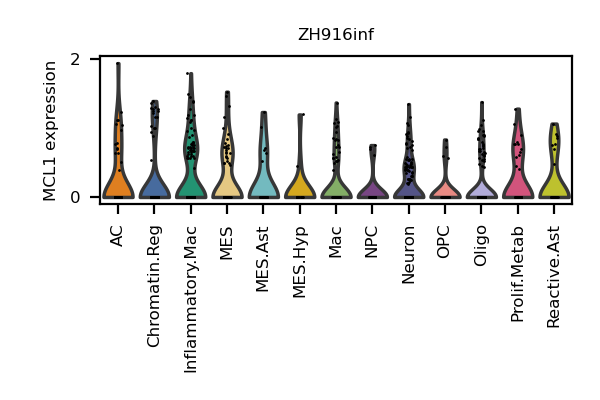 ZH916inf
MCL1 expression
2
0
AC
Chromatin.Reg
Inflammatory.Mac
MES
MES.Ast
MES.Hyp
Mac
NPC
Neuron
OPC
Oligo
Prolif.Metab
Reactive.Ast